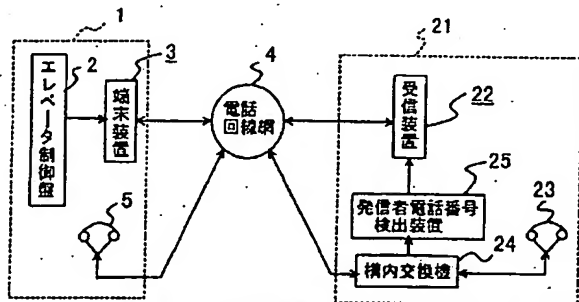 1
エレベータ制御盤
2
端末装置
3
4
電話
回線網
5
21
受信装置
22
25
発信者電話番号
検出装置
23
24
構内交換機